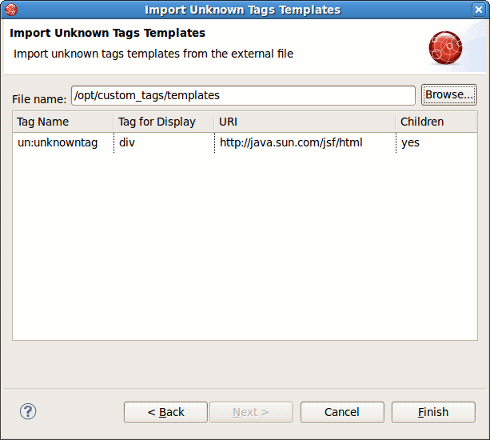 Import Unknown Tags Templates
Import Unknown Tags Templates
Import unknown tags templates from the external file
File name: /opt/custom_tags/templates Browse...
Tag Name Tag for Display URI Children
un:unknowntag div http://java.sun.com/jsf/html yes
? < Back Next > Cancel Finish